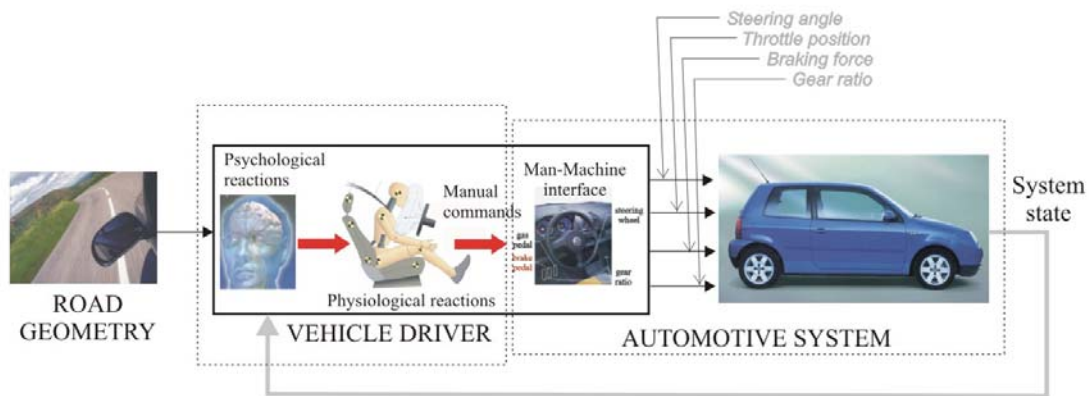 Steering angle
Throttle position
Braking force
Gear ratio
Psychological
reactions
Man-Machine
interface
Manual
commands
steering
wheel
gas
pedal
brake
pedal
gear
ratio
Physiological reactions
System
state
ROAD
GEOMETRY
VEHICLE DRIVER
AUTOMOTIVE SYSTEM